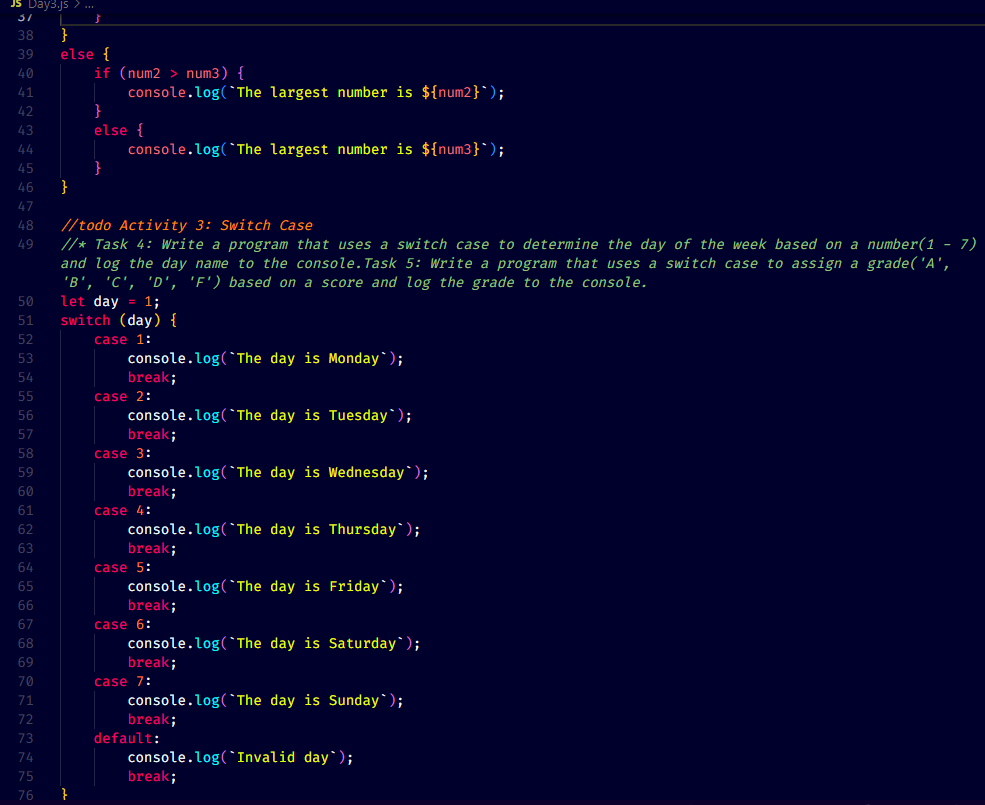 JS Day3.js > ...
37 }
38 }
39 else {
40 if (num2 > num3) {
41 console.log(`The largest number is ${num2}`);
42 }
43 else {
44 console.log(`The largest number is ${num3}`);
45 }
46 }
47
48 //todo Activity 3: Switch Case
49 //* Task 4: Write a program that uses a switch case to determine the day of the week based on a number(1 - 7)
and log the day name to the console.Task 5: Write a program that uses a switch case to assign a grade('A',
'B', 'C', 'D', 'F') based on a score and log the grade to the console.
50 let day = 1;
51 switch (day) {
52 case 1:
53 console.log(`The day is Monday`);
54 break;
55 case 2:
56 console.log(`The day is Tuesday`);
57 break;
58 case 3:
59 console.log(`The day is Wednesday`);
60 break;
61 case 4:
62 console.log(`The day is Thursday`);
63 break;
64 case 5:
65 console.log(`The day is Friday`);
66 break;
67 case 6:
68 console.log(`The day is Saturday`);
69 break;
70 case 7:
71 console.log(`The day is Sunday`);
72 break;
73 default:
74 console.log(`Invalid day`);
75 break;
76 }